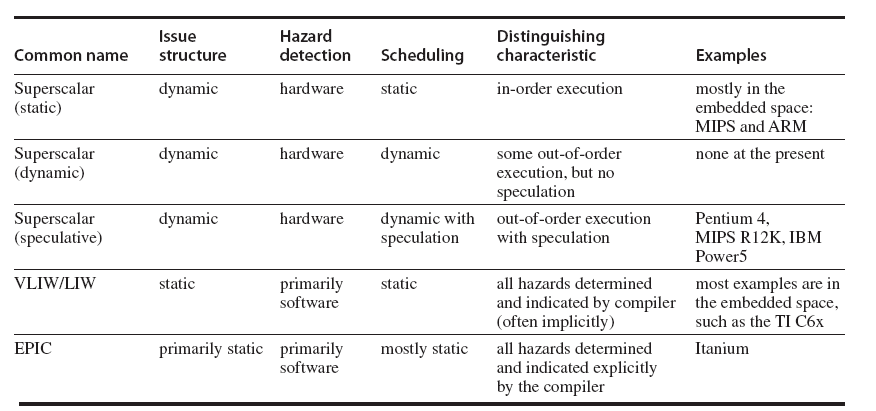 Common name Issue structure Hazard detection Scheduling Distinguishing characteristic Examples
Superscalar (static) dynamic hardware static in-order execution mostly in the embedded space: MIPS and ARM
Superscalar (dynamic) dynamic hardware dynamic some out-of-order execution, but no speculation none at the present
Superscalar (speculative) dynamic hardware dynamic with speculation out-of-order execution with speculation Pentium 4, MIPS R12K, IBM Power5
VLIW/LIW static primarily software static all hazards determined and indicated by compiler (often implicitly) most examples are in the embedded space, such as the TI C6x
EPIC primarily static primarily software mostly static all hazards determined and indicated explicitly by the compiler Itanium